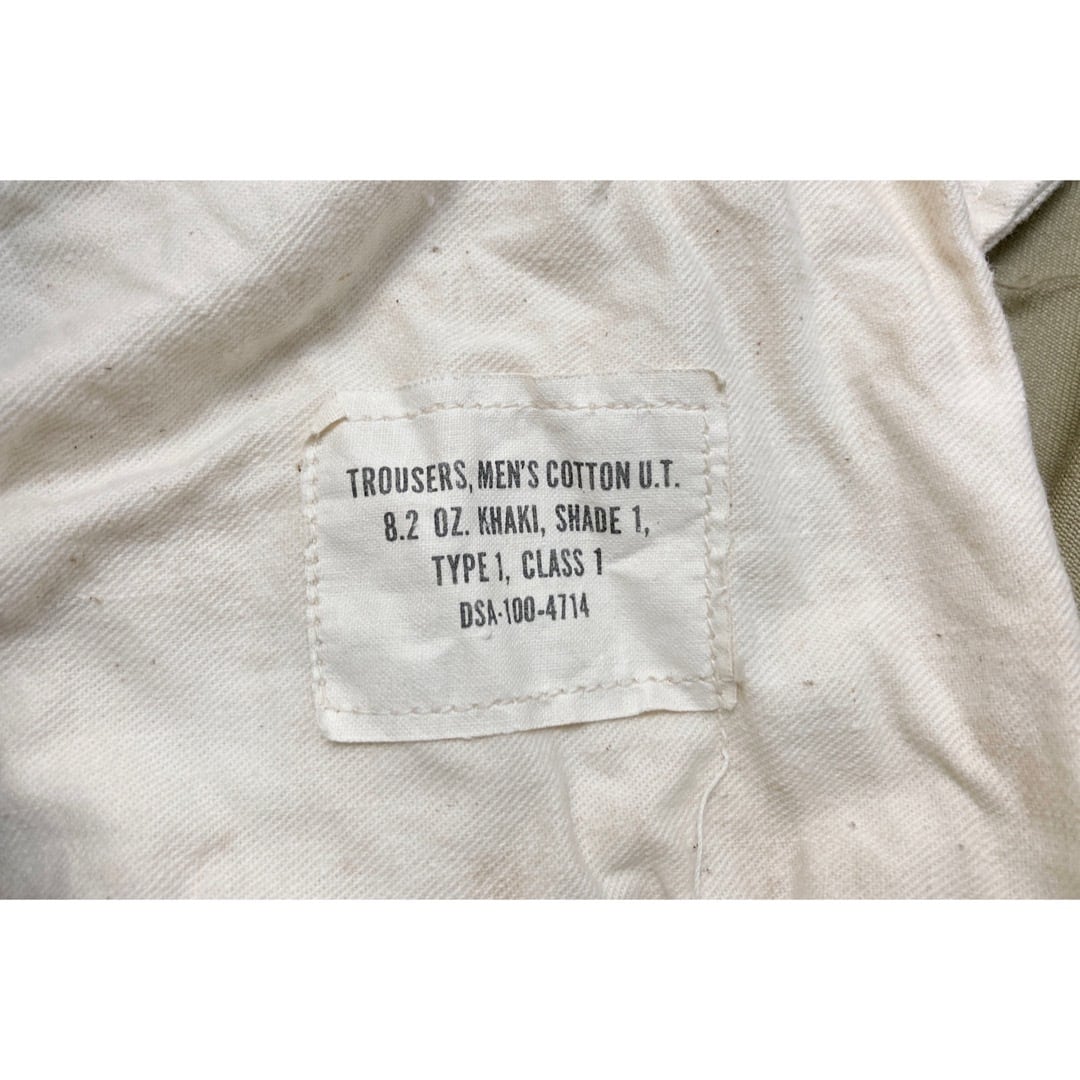 TROUSERS, MEN'S COTTON U.T.
8.2 OZ. KHAKI, SHADE 1,
TYPE 1, CLASS 1
DSA-100-4714